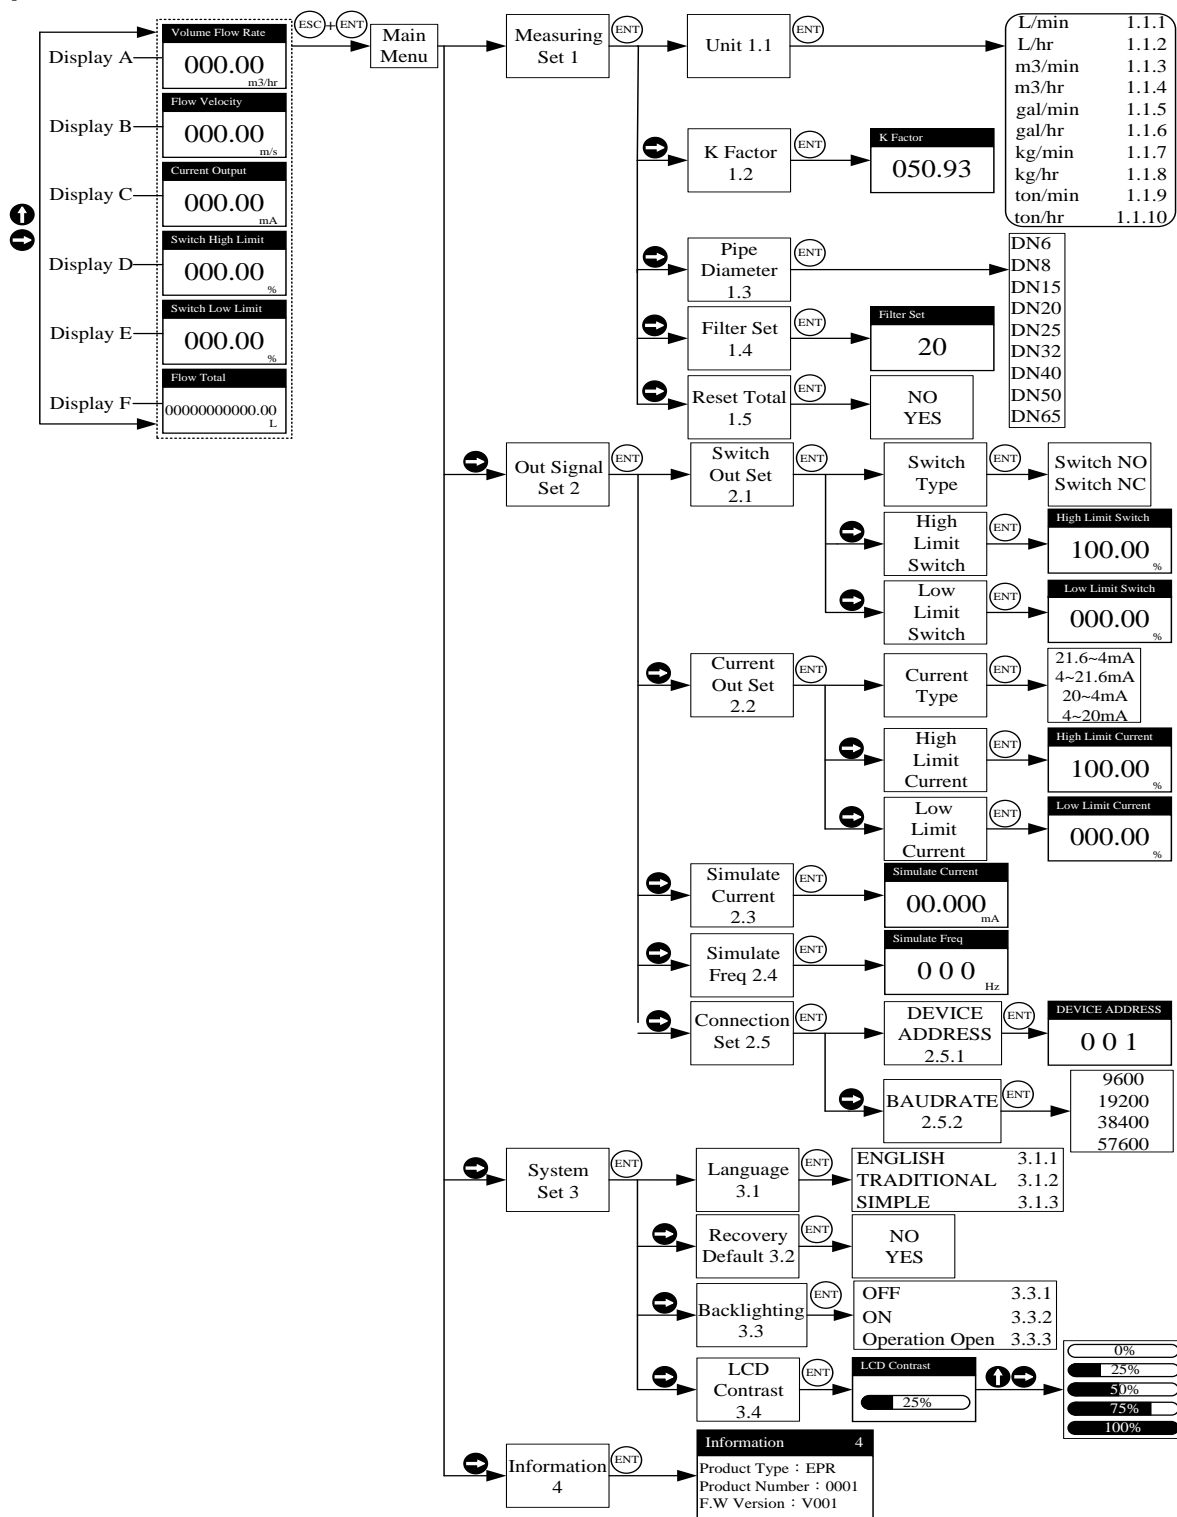 Display A
Volume Flow Rate
000.00
m3/hr
Display B
Flow Velocity
000.00
m/s
Display C
Current Output
000.00
mA
Display D
Switch High Limit
000.00
%
Display E
Switch Low Limit
000.00
%
Display F
Flow Total
00000000000.00
L
ESC
+
ENT
Main
Menu
Measuring
Set 1
ENT
Unit 1.1
ENT
L/min 1.1.1
L/hr 1.1.2
m3/min 1.1.3
m3/hr 1.1.4
gal/min 1.1.5
gal/hr 1.1.6
kg/min 1.1.7
kg/hr 1.1.8
ton/min 1.1.9
ton/hr 1.1.10
K Factor
1.2
ENT
K Factor
050.93
Pipe
Diameter
1.3
ENT
DN6
DN8
DN15
DN20
DN25
DN32
DN40
DN50
DN65
Filter Set
1.4
ENT
Filter Set
20
Reset Total
1.5
ENT
NO
YES
Out Signal
Set 2
ENT
Switch
Out Set
2.1
ENT
Switch
Type
ENT
Switch NO
Switch NC
High
Limit
Switch
ENT
High Limit Switch
100.00
%
Low
Limit
Switch
ENT
Low Limit Switch
000.00
%
Current
Out Set
2.2
ENT
Current
Type
ENT
21.6~4mA
4~21.6mA
20~4mA
4~20mA
High
Limit
Current
ENT
High Limit Current
100.00
%
Low
Limit
Current
ENT
Low Limit Current
000.00
%
Simulate
Current
2.3
ENT
Simulate Current
00.000
mA
Simulate
Freq 2.4
ENT
Simulate Freq
0 0 0
Hz
Connection
Set 2.5
ENT
DEVICE
ADDRESS
2.5.1
ENT
DEVICE ADDRESS
0 0 1
BAUDRATE
2.5.2
ENT
9600
19200
38400
57600
System
Set 3
ENT
Language
3.1
ENT
ENGLISH 3.1.1
TRADITIONAL 3.1.2
SIMPLE 3.1.3
Recovery
Default 3.2
ENT
NO
YES
Backlighting
3.3
ENT
OFF 3.3.1
ON 3.3.2
Operation Open 3.3.3
LCD
Contrast
3.4
ENT
LCD Contrast
25%
0%
25%
50%
75%
100%
Information
4
ENT
Information 4
Product Type：EPR
Product Number：0001
F.W Version：V001